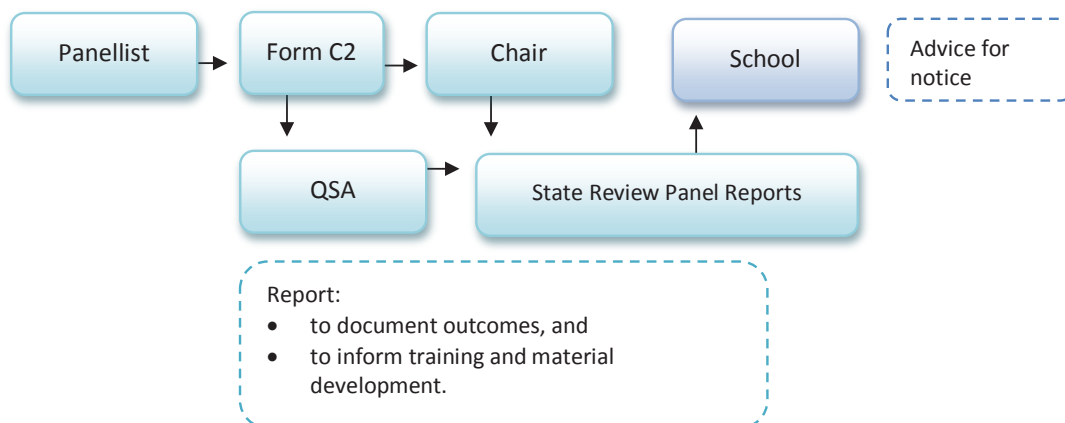 Panellist
Form C2
Chair
School
Advice for
notice
QSA
State Review Panel Reports
Report:
• to document outcomes, and
• to inform training and material
development.